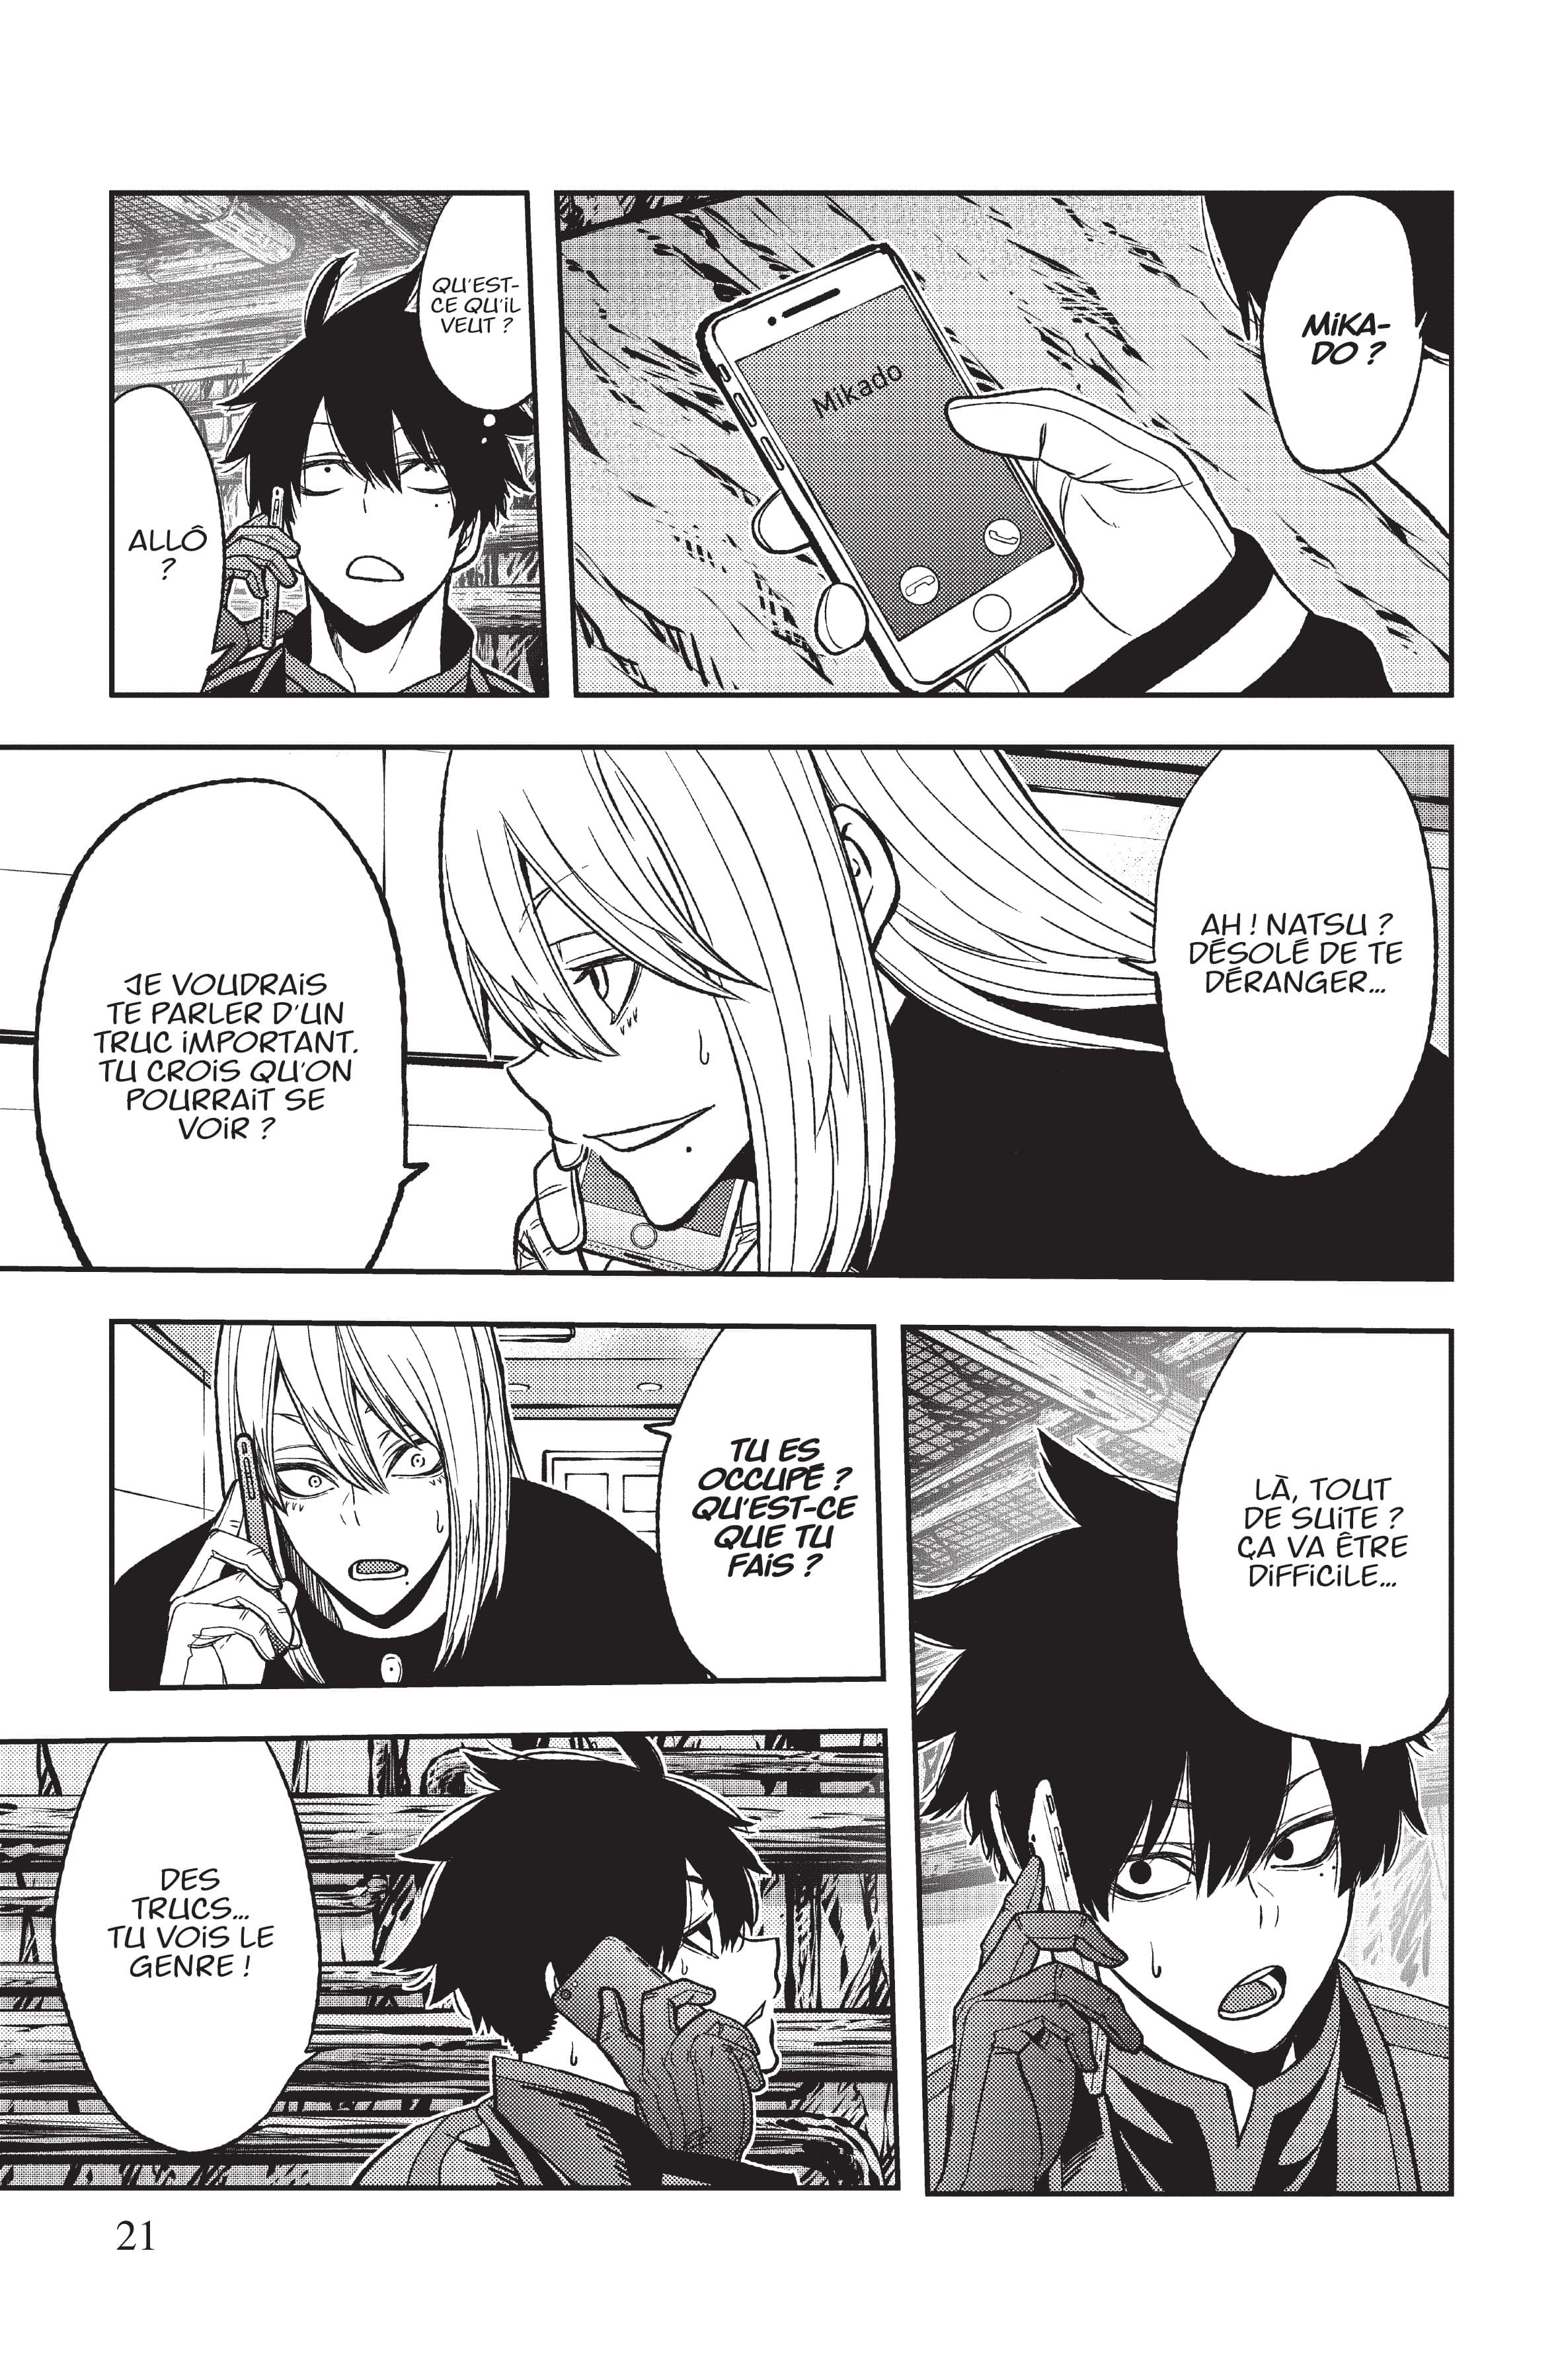 MIKA-
DO ?
Mikado
QU'EST-
CE QU'IL
VEUT ?
ALLÔ
?
AH ! NATSU ?
DÉSOLÉ DE TE
DÉRANGER...
JE VOUDRAIS
TE PARLER D'UN
TRUC IMPORTANT.
TU CROIS QU'ON
POURRAIT SE
VOIR ?
LÀ, TOUT
DE SUITE ?
ÇA VA ÊTRE
DIFFICILE...
TU ES
OCCUPÉ ?
QU'EST-CE
QUE TU
FAIS ?
DES
TRUCS...
TU VOIS LE
GENRE !
21